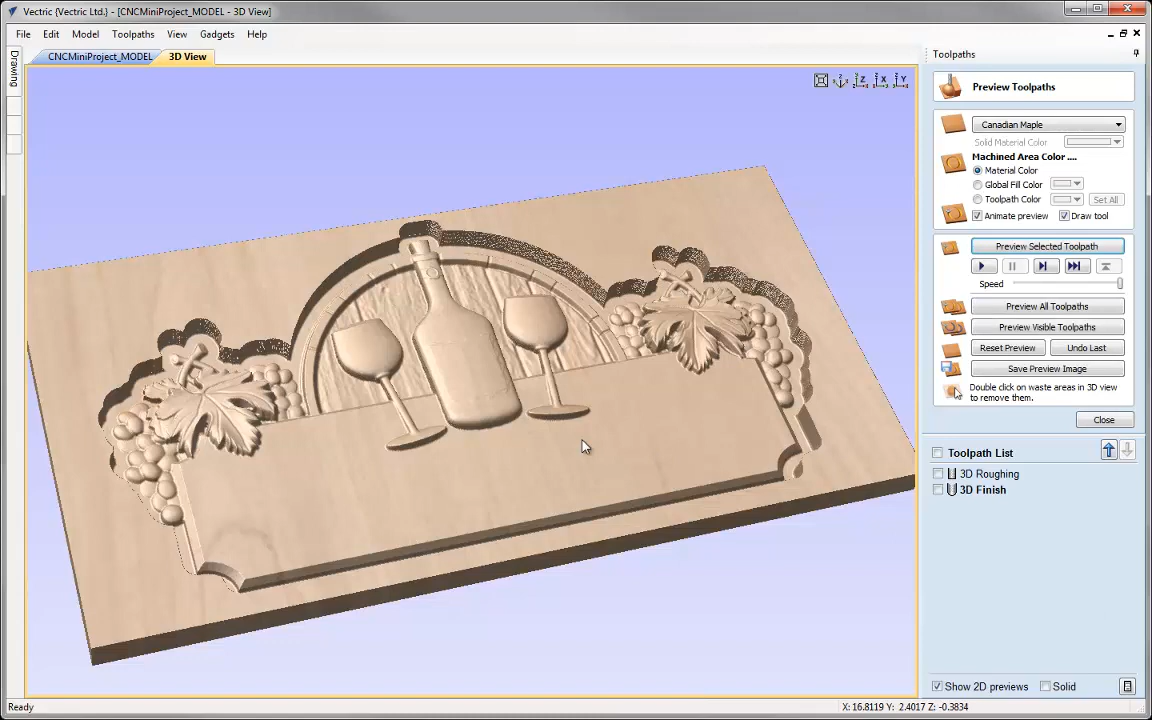 Vectric {Vectric Ltd.} - [CNCMiniProject_MODEL - 3D View]
File Edit Model Toolpaths View Gadgets Help
Drawing
CNCMiniProject_MODEL
3D View
Z X Y
Toolpaths
Preview Toolpaths
Canadian Maple
Solid Material Color
Machined Area Color ....
Material Color
Global Fill Color
Toolpath Color Set All
Animate preview Draw tool
Preview Selected Toolpath
Speed
Preview All Toolpaths
Preview Visible Toolpaths
Reset Preview Undo Last
Save Preview Image
Double click on waste areas in 3D view
to remove them.
Close
Toolpath List
3D Roughing
3D Finish
Show 2D previews Solid
Ready
X: 16.8119 Y: 2.4017 Z: -0.3834